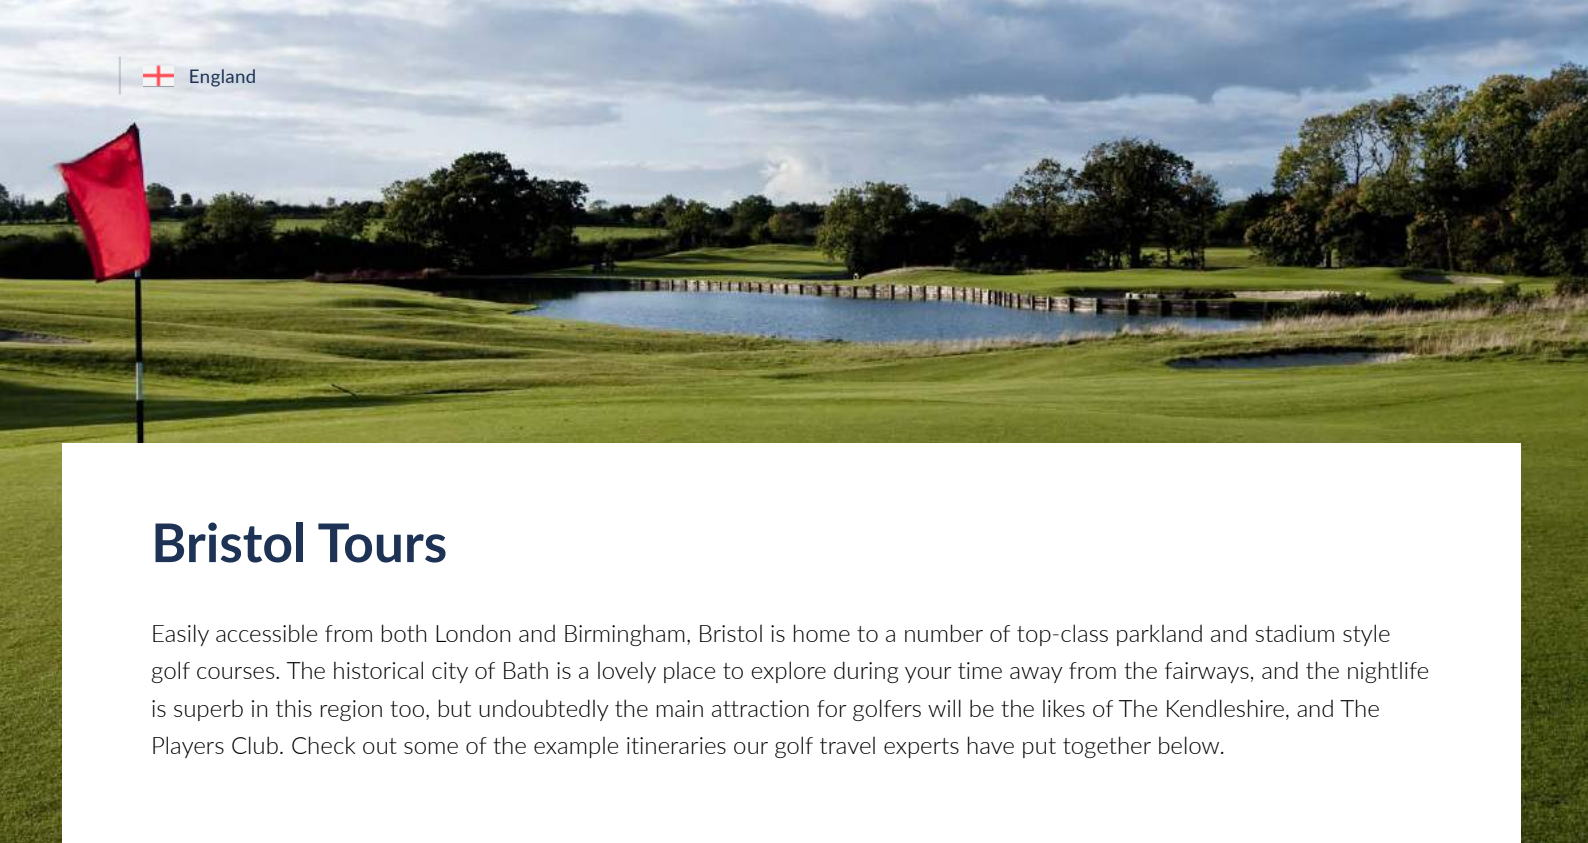 England
Bristol Tours
Easily accessible from both London and Birmingham, Bristol is home to a number of top-class parkland and stadium style
golf courses. The historical city of Bath is a lovely place to explore during your time away from the fairways, and the nightlife
is superb in this region too, but undoubtedly the main attraction for golfers will be the likes of The Kendleshire, and The
Players Club. Check out some of the example itineraries our golf travel experts have put together below.